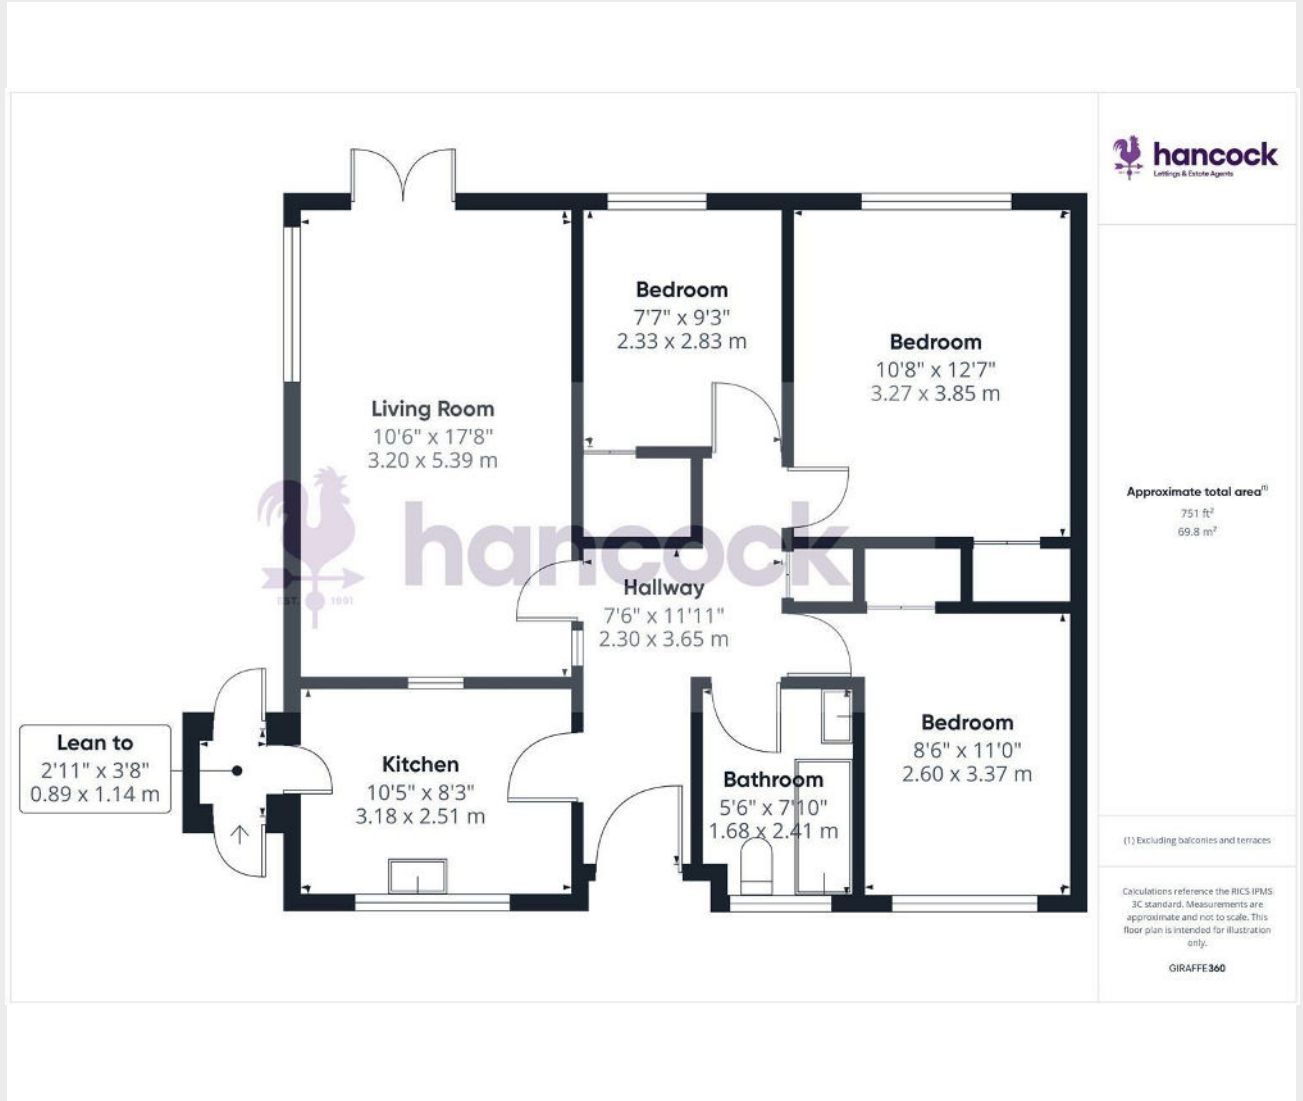 hancock
Lettings & Estate Agents
Bedroom
7'7" x 9'3"
2.33 x 2.83 m
Bedroom
10'8" x 12'7"
3.27 x 3.85 m
Living Room
10'6" x 17'8"
3.20 x 5.39 m
hancock
EST. 1691
Hallway
7'6" x 11'11"
2.30 x 3.65 m
Lean to
2'11" x 3'8"
0.89 x 1.14 m
Kitchen
10'5" x 8'3"
3.18 x 2.51 m
Bathroom
5'6" x 7'10"
1.68 x 2.41 m
Bedroom
8'6" x 11'0"
2.60 x 3.37 m
Approximate total area(1)
751 ft²
69.8 m²
(1) Excluding balconies and terraces
Calculations reference the RICS IPMS
3C standard. Measurements are
approximate and not to scale. This
floor plan is intended for illustration
only.
GIRAFFE360